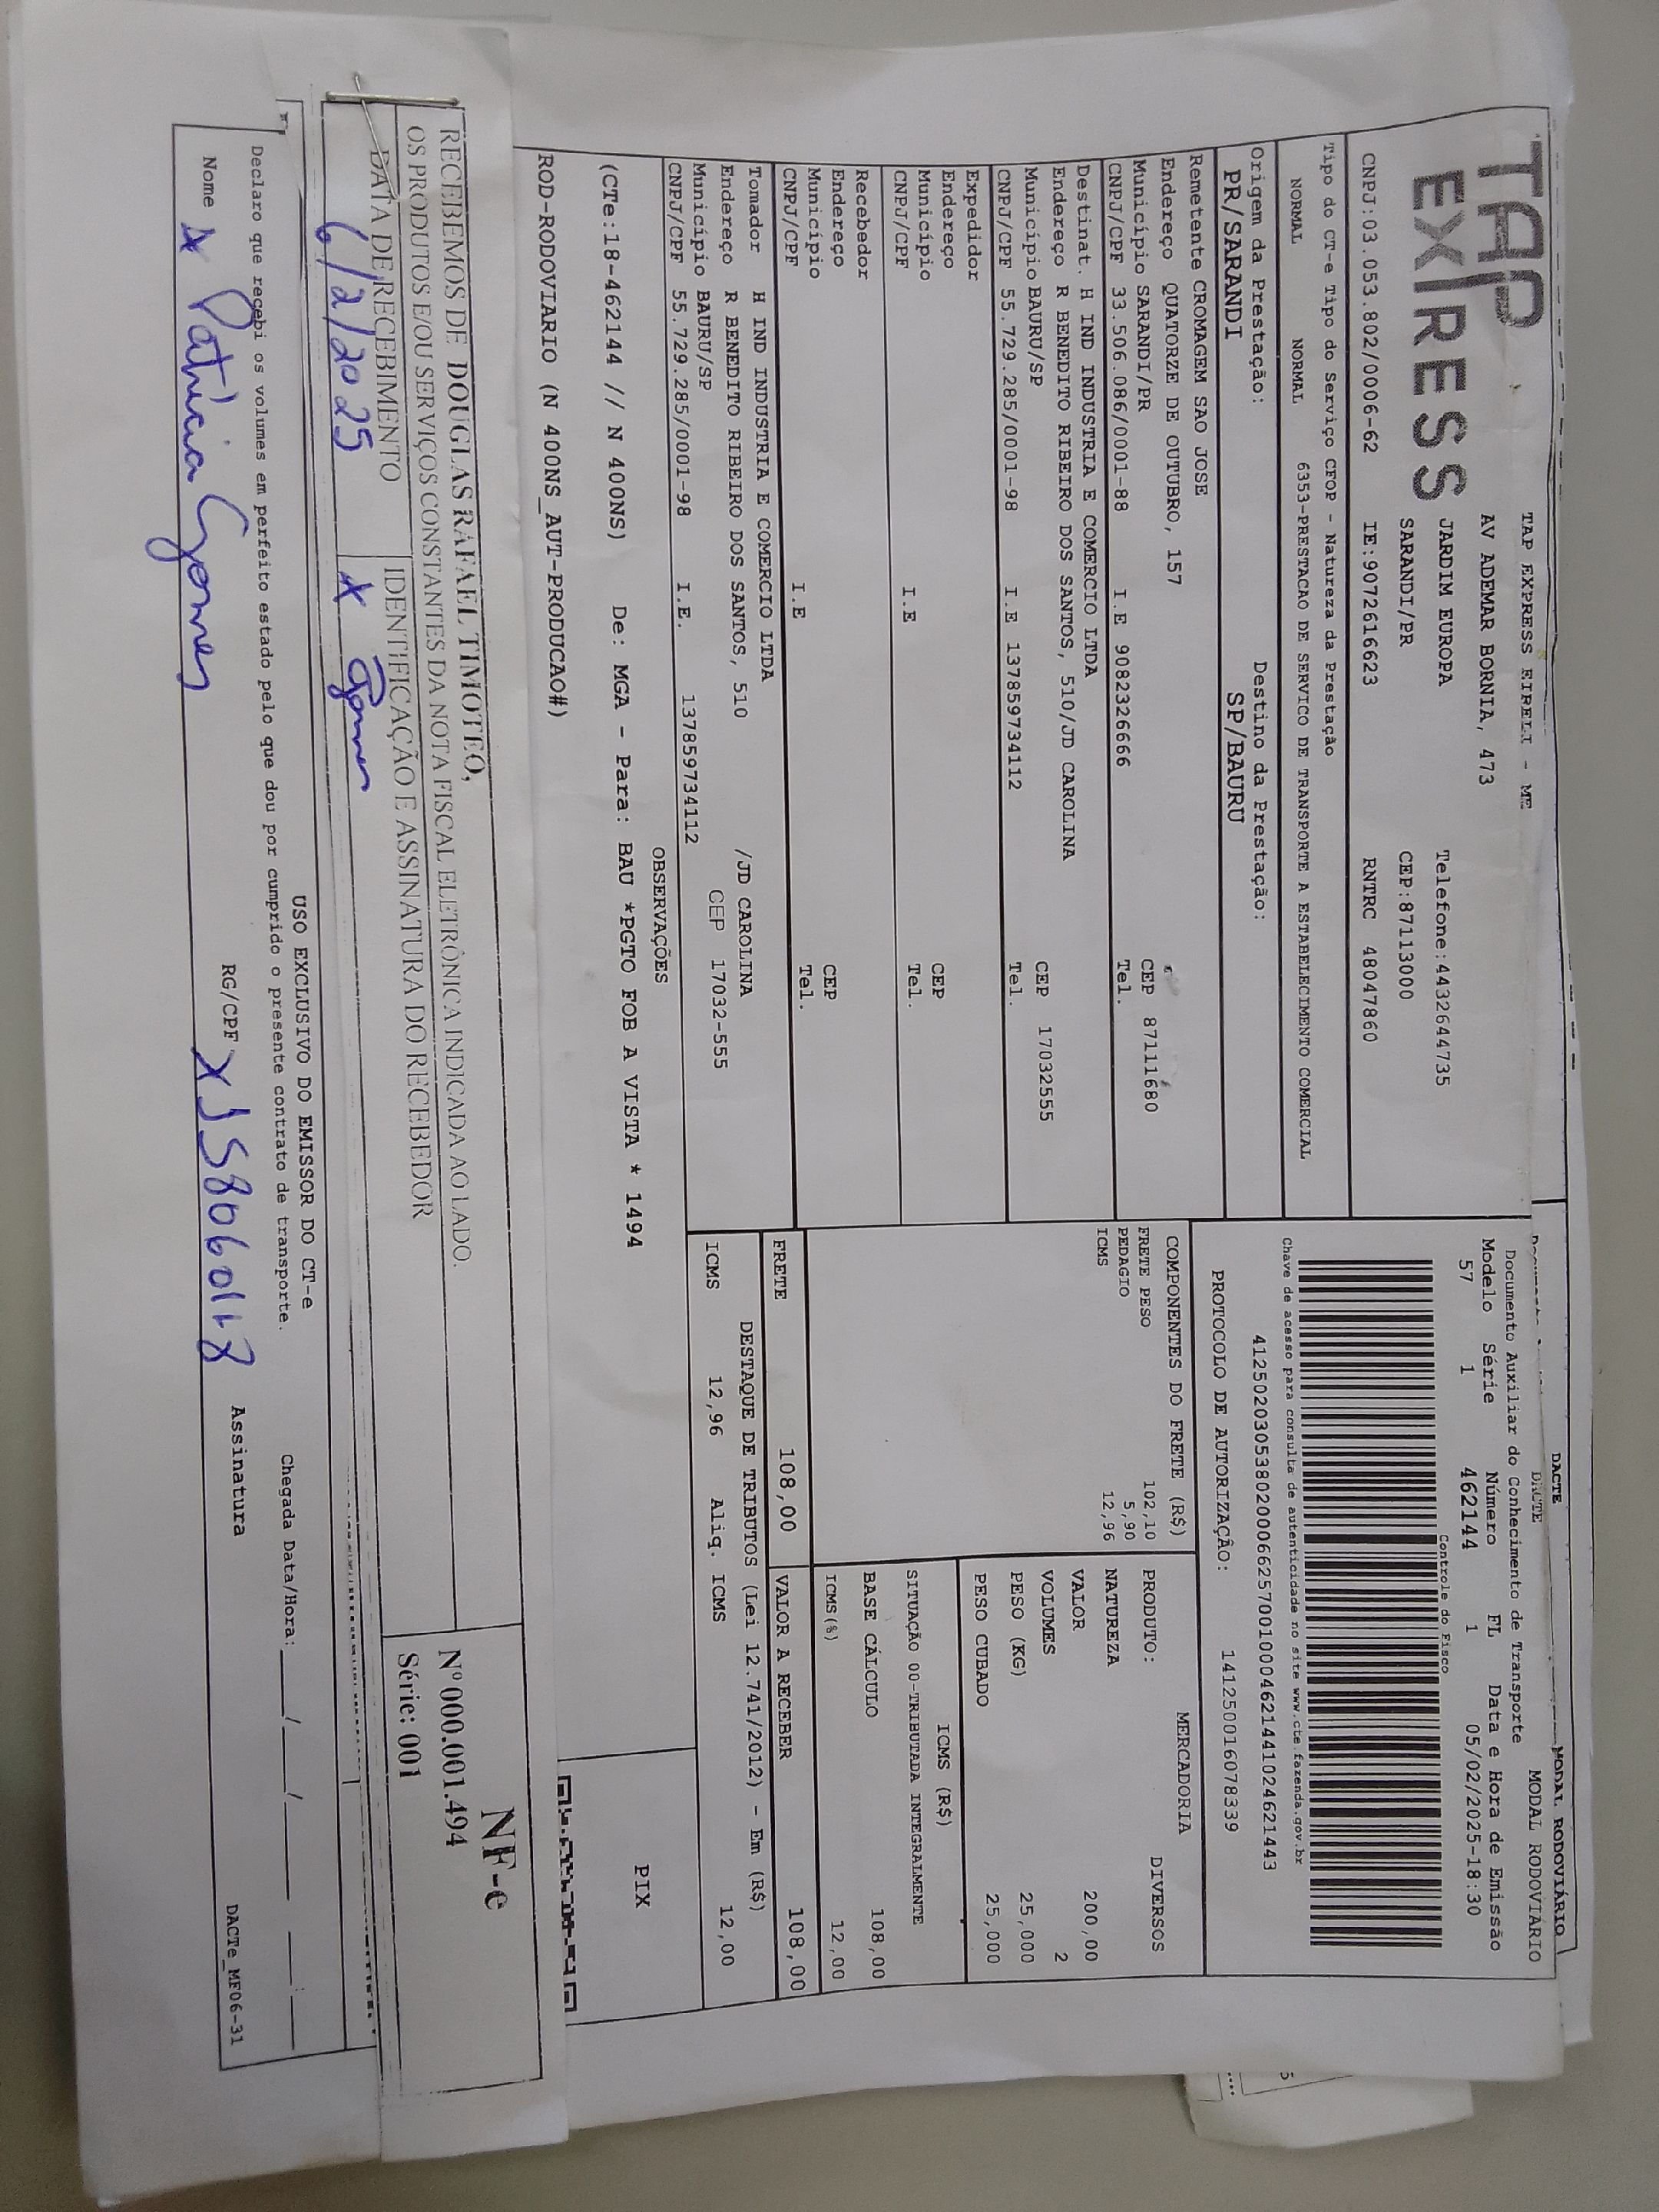 DACTE
MODAL RODOVIÁRIO
TAP
EXPRESS
TAP EXPRESS EIRELI - ME
AV ADEMAR BORNIA, 473
JARDIM EUROPA
Telefone:4432644735
SARANDI/PR
CEP:87113000
CNPJ:03.053.802/0006-62
IE:9072616623
RNTRC 48047860
DACTE
MODAL RODOVIÁRIO
Documento Auxiliar do Conhecimento de Transporte
Modelo Série Número FL Data e Hora de Emissão
57 1 462144 1 05/02/2025-18:30
Controle do Fisco
Chave de acesso para consulta de autenticidade no site www.cte.fazenda.gov.br
41250203053802000662570010004621441024621443
PROTOCOLO DE AUTORIZAÇÃO: 141250016078339
Tipo do CT-e Tipo do Serviço CFOP - Natureza da Prestação
NORMAL NORMAL 6353-PRESTACAO DE SERVICO DE TRANSPORTE A ESTABELECIMENTO COMERCIAL
Origem da Prestação: Destino da Prestação:
PR/SARANDI SP/BAURU
Remetente CROMAGEM SAO JOSE
Endereço QUATORZE DE OUTUBRO, 157
Município SARANDI/PR CEP 87111680
CNPJ/CPF 33.506.086/0001-88 I.E 9082326666 Tel.
Destinat. H IND INDUSTRIA E COMERCIO LTDA
Endereço R BENEDITO RIBEIRO DOS SANTOS, 510/JD CAROLINA
Município BAURU/SP CEP 17032555
CNPJ/CPF 55.729.285/0001-98 I.E 137859734112 Tel.
Expedidor
Endereço
Município CEP
CNPJ/CPF I.E Tel.
Recebedor
Endereço
Município CEP
CNPJ/CPF I.E Tel.
Tomador H IND INDUSTRIA E COMERCIO LTDA
Endereço R BENEDITO RIBEIRO DOS SANTOS, 510 /JD CAROLINA
Município BAURU/SP CEP 17032-555
CNPJ/CPF 55.729.285/0001-98 I.E. 137859734112
COMPONENTES DO FRETE (R$)
FRETE PESO 102,10
PEDAGIO 5,90
ICMS 12,96
MERCADORIA
PRODUTO: DIVERSOS
NATUREZA
VALOR 200,00
VOLUMES 2
PESO (KG) 25,000
PESO CUBADO 25,000
ICMS (R$)
SITUAÇÃO 00-TRIBUTADA INTEGRALMENTE
BASE CÁLCULO 108,00
ICMS(%) 12,00
FRETE 108,00 VALOR A RECEBER 108,00
DESTAQUE DE TRIBUTOS (Lei 12.741/2012) - Em (R$)
ICMS 12,96 Aliq. ICMS 12,00
OBSERVAÇÕES
(CTe:18-462144 // N 400NS) De: MGA - Para: BAU *PGTO FOB A VISTA * 1494
PIX
ROD-RODOVIARIO (N 400NS_AUT-PRODUCAO#)
RECEBEMOS DE DOUGLAS RAFAEL TIMOTEO,
OS PRODUTOS E/OU SERVIÇOS CONSTANTES DA NOTA FISCAL ELETRÔNICA INDICADA AO LADO.
DATA DE RECEBIMENTO IDENTIFICAÇÃO E ASSINATURA DO RECEBEDOR
6/2/2025 x Gomes
NF-e
Nº 000.001.494
Série: 001
USO EXCLUSIVO DO EMISSOR DO CT-e
Declaro que recebi os volumes em perfeito estado pelo que dou por cumprido o presente contrato de transporte.
Chegada Data/Hora: ___/___/___ __:__
Nome x Patrícia Gomes RG/CPF x Assinatura
DACTe_MF06-31